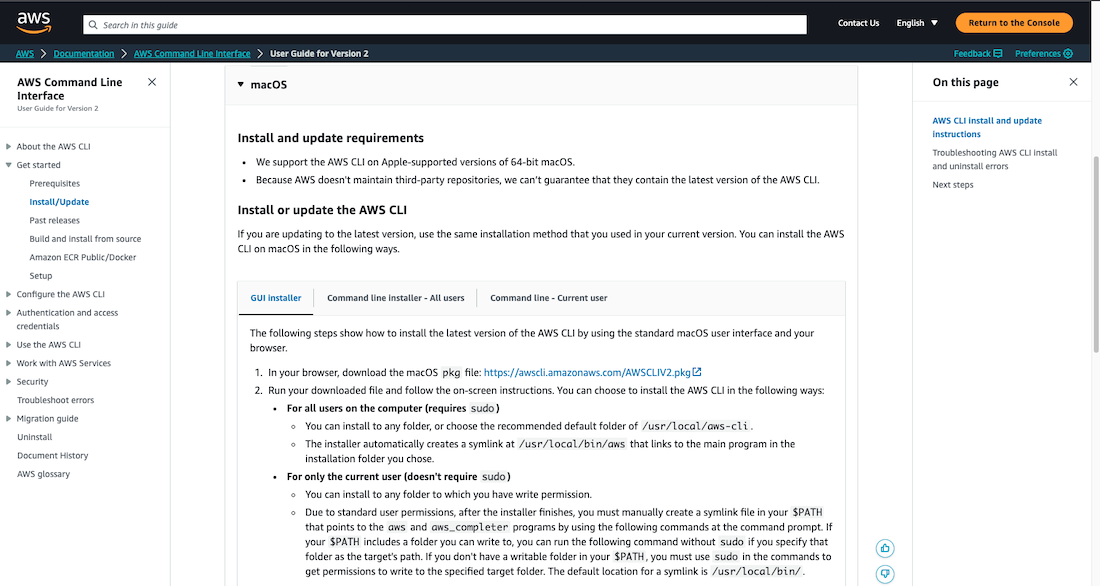 aws
Search in this guide
Contact Us
English
Return to the Console
AWS
Documentation
AWS Command Line Interface
User Guide for Version 2
Feedback
Preferences
AWS Command Line
Interface
User Guide for Version 2
About the AWS CLI
Get started
Prerequisites
Install/Update
Past releases
Build and install from source
Amazon ECR Public/Docker
Setup
Configure the AWS CLI
Authentication and access
credentials
Use the AWS CLI
Work with AWS Services
Security
Troubleshoot errors
Migration guide
Uninstall
Document History
AWS glossary
macOS
Install and update requirements
• We support the AWS CLI on Apple-supported versions of 64-bit macOS.
• Because AWS doesn't maintain third-party repositories, we can't guarantee that they contain the latest version of the AWS CLI.
Install or update the AWS CLI
If you are updating to the latest version, use the same installation method that you used in your current version. You can install the AWS
CLI on macOS in the following ways.
GUI installer
Command line installer - All users
Command line - Current user
The following steps show how to install the latest version of the AWS CLI by using the standard macOS user interface and your
browser.
1. In your browser, download the macOS pkg file: https://awscli.amazonaws.com/AWSCLIV2.pkg
2. Run your downloaded file and follow the on-screen instructions. You can choose to install the AWS CLI in the following ways:
• For all users on the computer (requires sudo)
◦ You can install to any folder, or choose the recommended default folder of /usr/local/aws-cli.
◦ The installer automatically creates a symlink at /usr/local/bin/aws that links to the main program in the
installation folder you chose.
• For only the current user (doesn't require sudo)
◦ You can install to any folder to which you have write permission.
◦ Due to standard user permissions, after the installer finishes, you must manually create a symlink file in your $PATH
that points to the aws and aws_completer programs by using the following commands at the command prompt. If
your $PATH includes a folder you can write to, you can run the following command without sudo if you specify that
folder as the target's path. If you don't have a writable folder in your $PATH, you must use sudo in the commands to
get permissions to write to the specified target folder. The default location for a symlink is /usr/local/bin/.
On this page
AWS CLI install and update
instructions
Troubleshooting AWS CLI install
and uninstall errors
Next steps